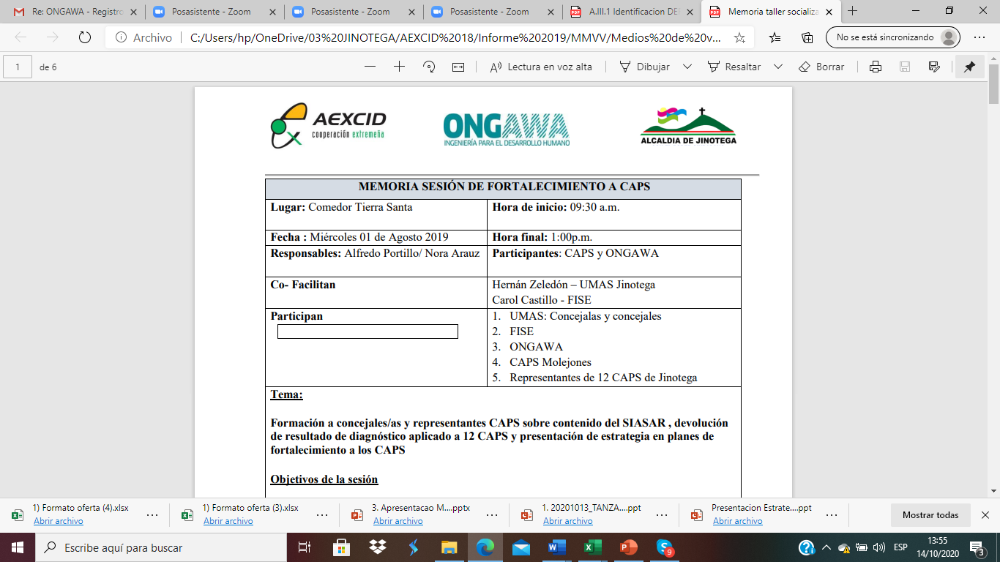 Re: ONGAWA - Registro
Posasistente - Zoom
Posasistente - Zoom
Posasistente - Zoom
A.III.1 Identificacion DE
Memoria taller socializa
Archivo
C:/Users/hp/OneDrive/03%20JINOTEGA/AEXCID%2018/Informe%202019/MMVV/Medios%20de%20v...
No se está sincronizando
1
de 6
Lectura en voz alta
Dibujar
Resaltar
Borrar
AEXCID
cooperación extremeña
ONGAWA
INGENIERÍA PARA EL DESARROLLO HUMANO
ALCALDIA DE JINOTEGA
MEMORIA SESIÓN DE FORTALECIMIENTO A CAPS
Lugar: Comedor Tierra Santa
Hora de inicio: 09:30 a.m.
Fecha : Miércoles 01 de Agosto 2019
Hora final: 1:00p.m.
Responsables: Alfredo Portillo/ Nora Arauz
Participantes: CAPS y ONGAWA
Co- Facilitan
Hernán Zeledón – UMAS Jinotega
Carol Castillo - FISE
Participan
1. UMAS: Concejalas y concejales
2. FISE
3. ONGAWA
4. CAPS Molejones
5. Representantes de 12 CAPS de Jinotega
Tema:
Formación a concejales/as y representantes CAPS sobre contenido del SIASAR , devolución
de resultado de diagnóstico aplicado a 12 CAPS y presentación de estrategia en planes de
fortalecimiento a los CAPS
Objetivos de la sesión
1) Formato oferta (4).xlsx
Abrir archivo
1) Formato oferta (3).xlsx
Abrir archivo
3. Apresentacao M....pptx
Abrir archivo
1. 20201013_TANZA....ppt
Abrir archivo
Presentacion Estrate....ppt
Abrir archivo
Mostrar todas
Escribe aquí para buscar
9
ESP
13:55
14/10/2020
3